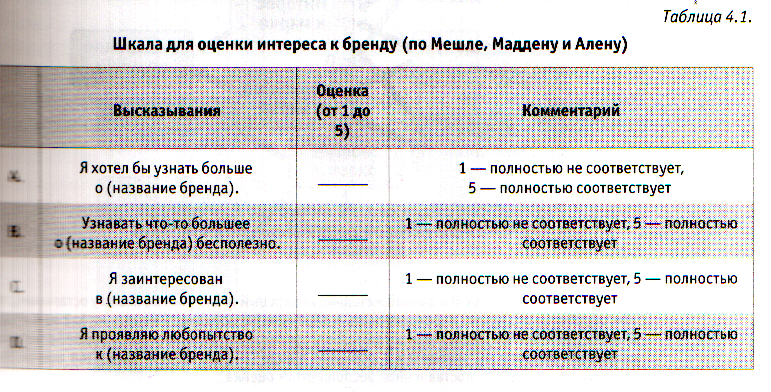 Таблица 4.1.
Шкала для оценки интереса к бренду (по Мешле, Маддену и Алену)
Высказывания
Оценка
(от 1 до
5)
Комментарий
Я хотел бы узнать больше
о (название бренда).
1 — полностью не соответствует,
5 — полностью соответствует
Узнавать что-то большее
о (название бренда) бесполезно.
1 — полностью не соответствует, 5 — полностью
соответствует
Я заинтересован
в (название бренда).
1 — полностью не соответствует, 5 — полностью
соответствует
Я проявляю любопытство
к (название бренда).
1 — полностью не соответствует, 5 — полностью
соответствует